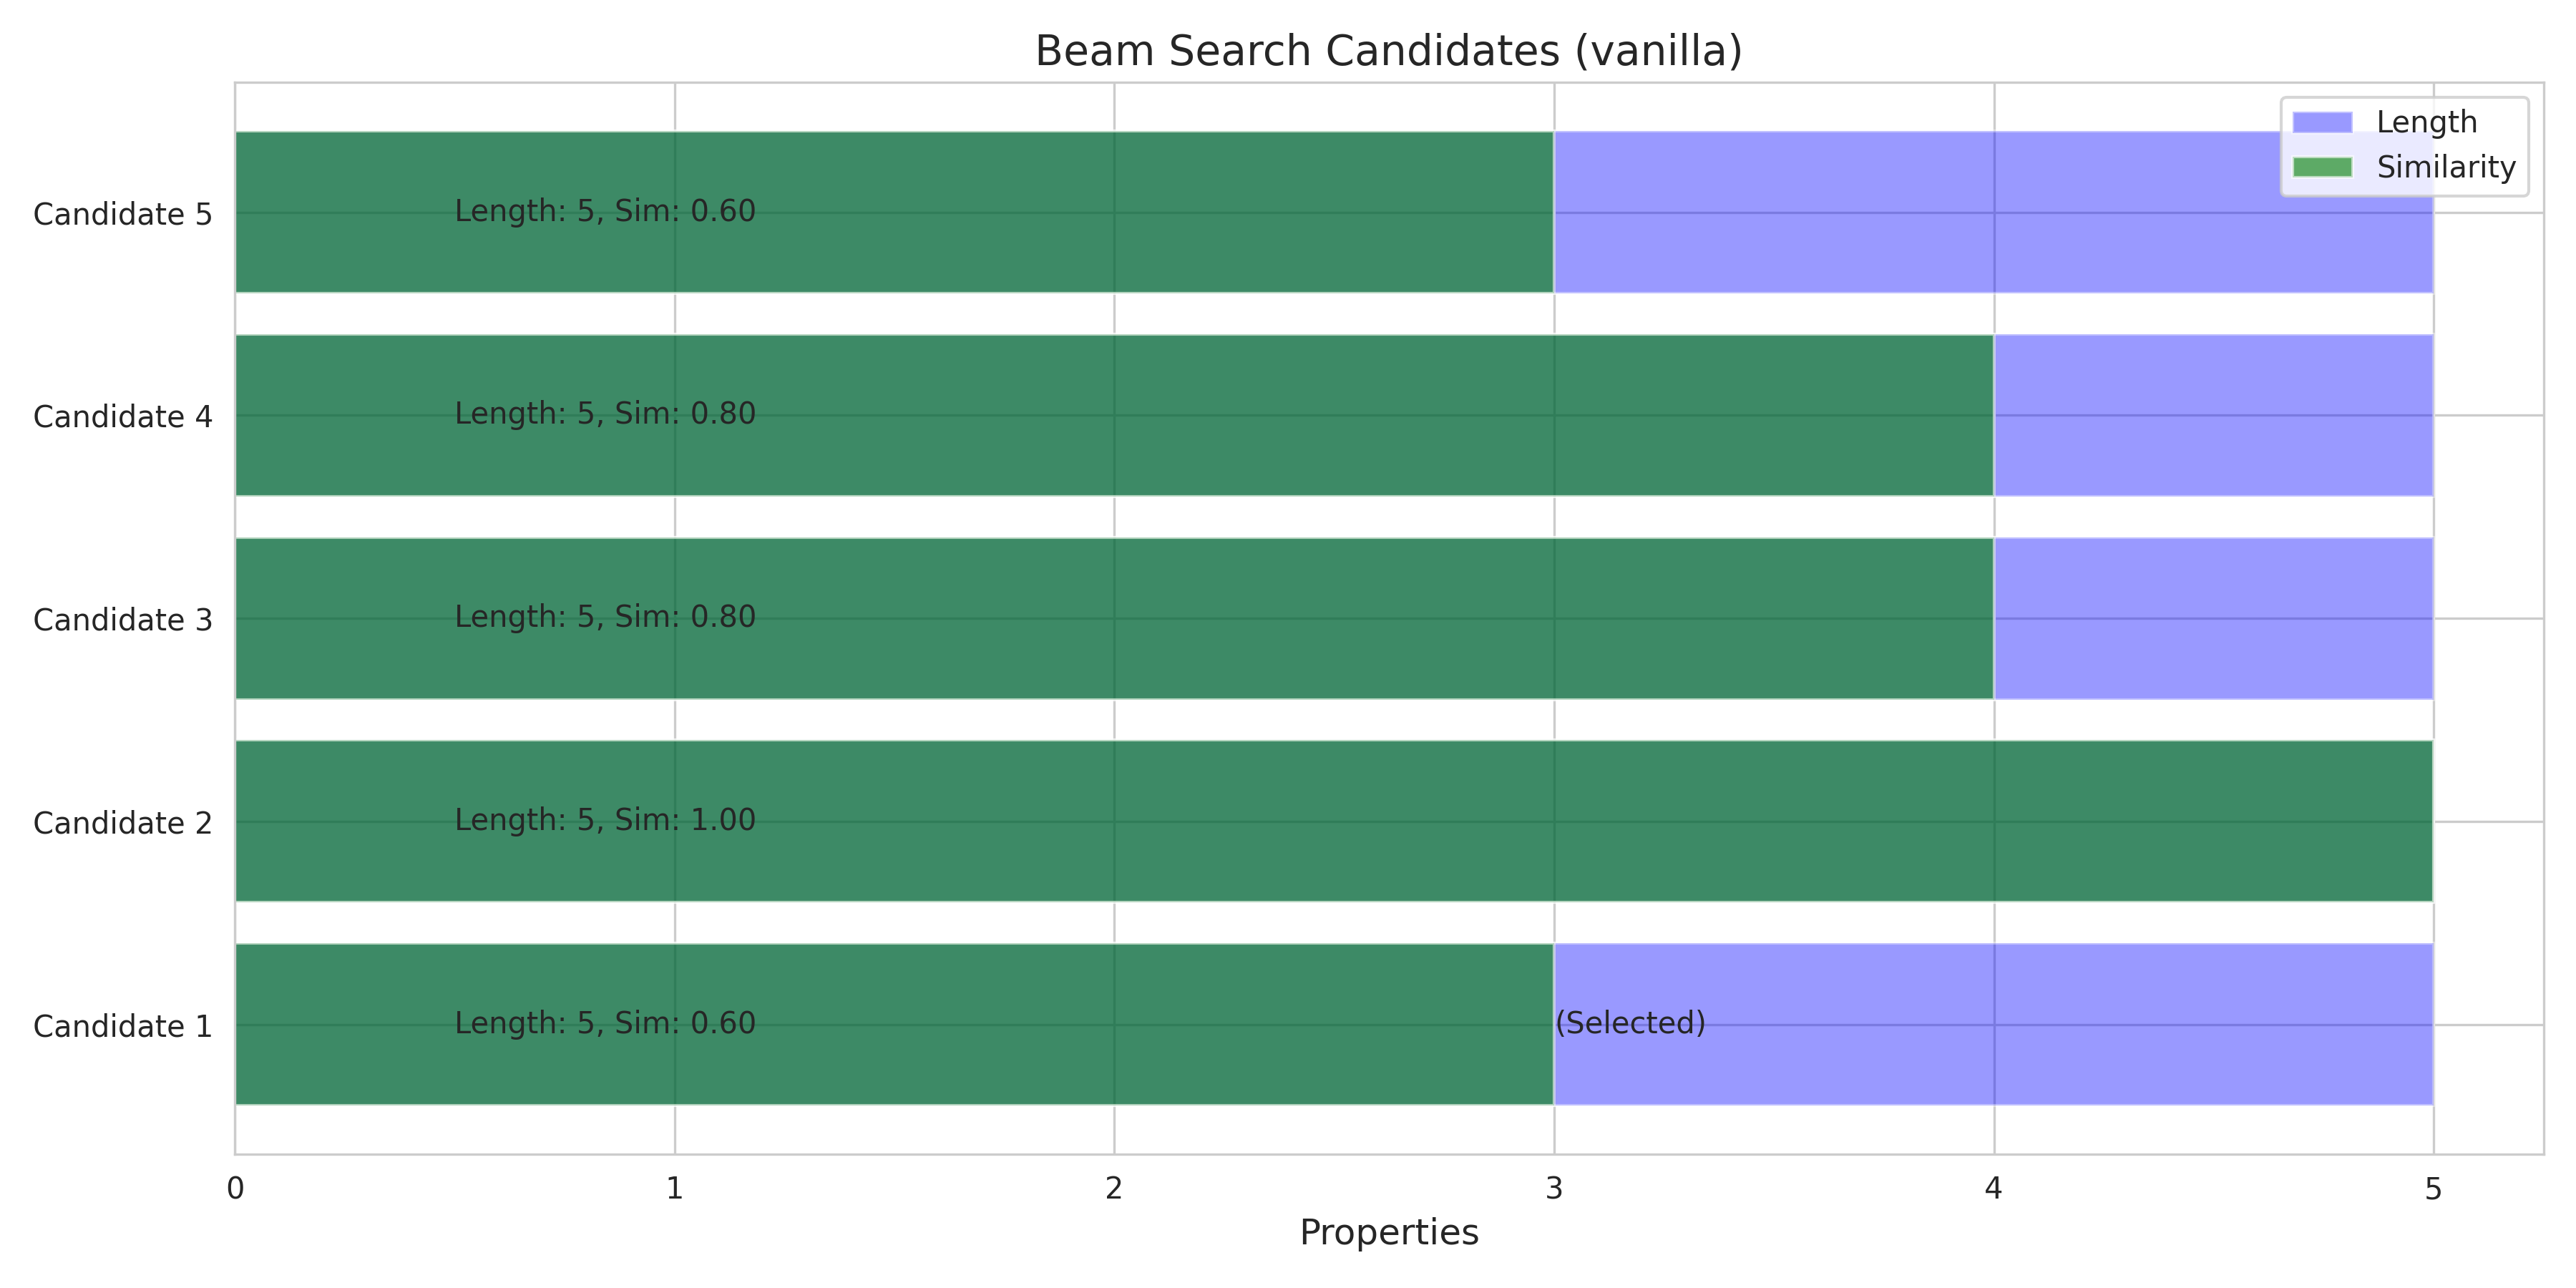 Beam Search Candidates (vanilla)
Length
Similarity
Candidate 5
Length: 5, Sim: 0.60
Candidate 4
Length: 5, Sim: 0.80
Candidate 3
Length: 5, Sim: 0.80
Candidate 2
Length: 5, Sim: 1.00
Candidate 1
Length: 5, Sim: 0.60
(Selected)
0 1 2 3 4 5
Properties